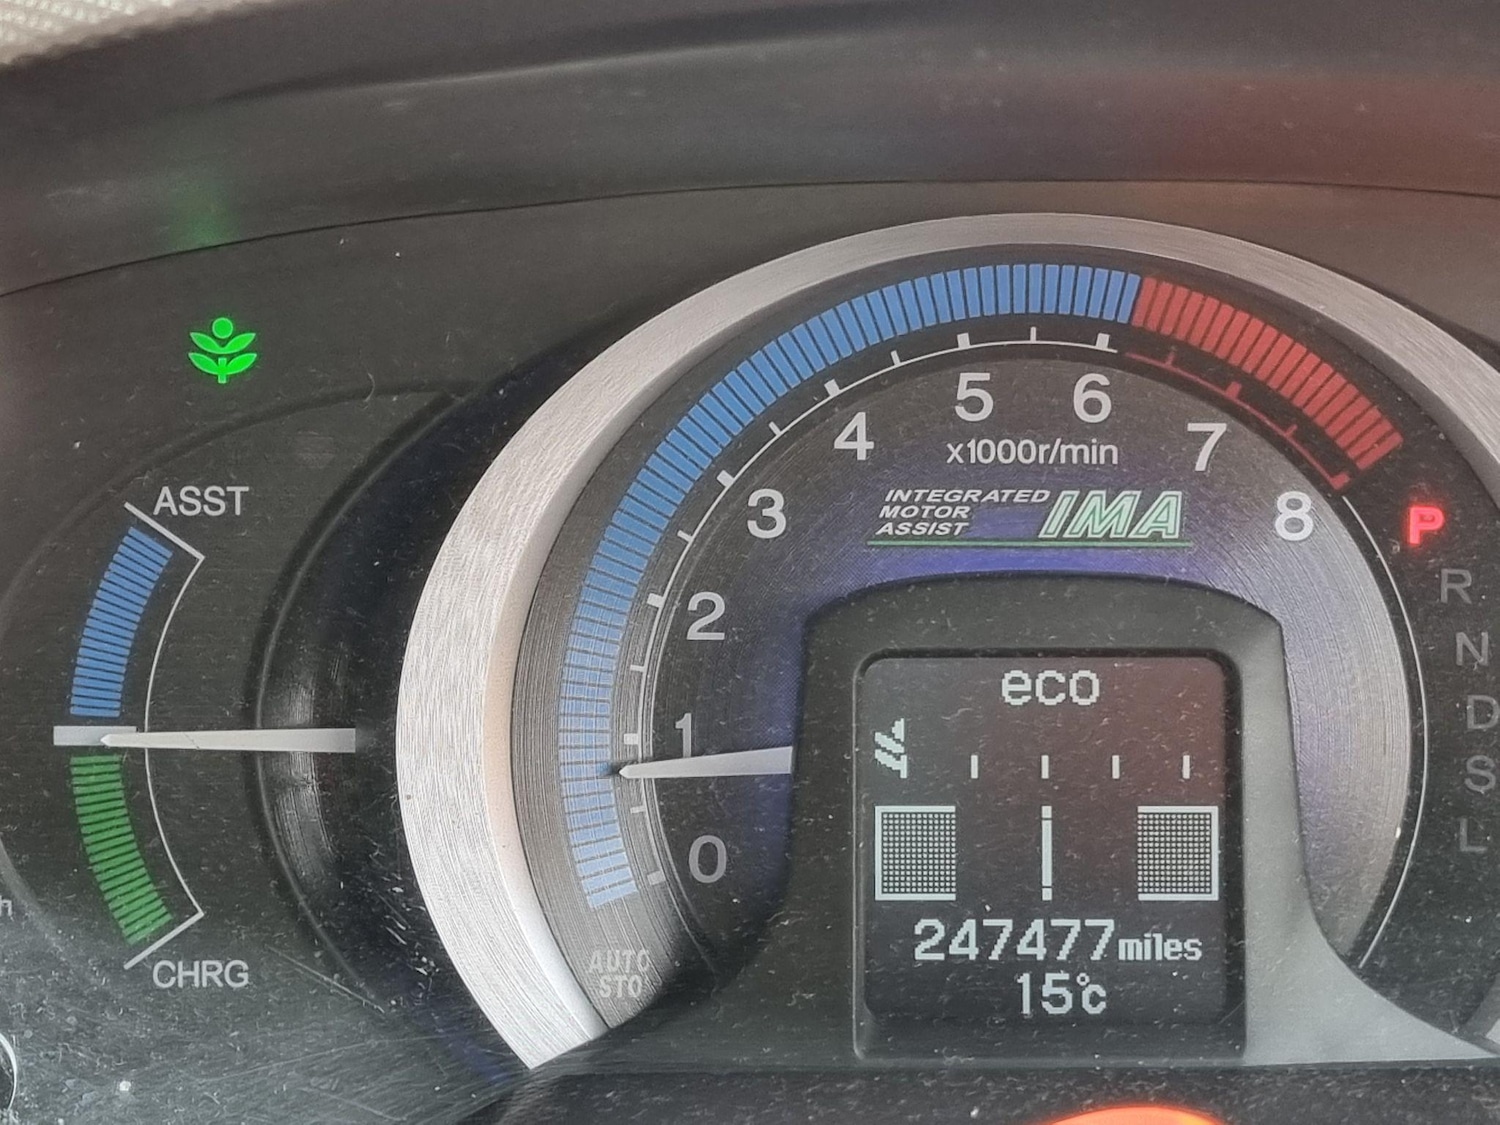 ASST
CHRG
0
1
2
3
4
5
6
7
8
x1000r/min
INTEGRATED
MOTOR
ASSIST
IMA
AUTO
STO
eco
247477miles
15°c
P
R
N
D
S
L
h